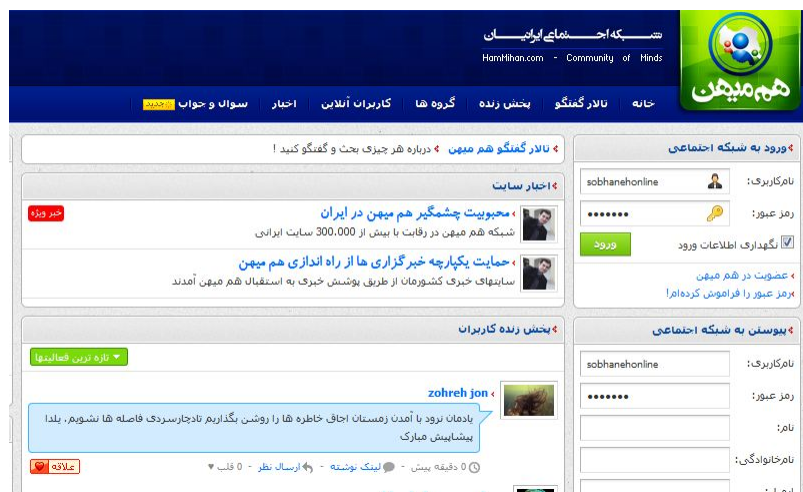 هم میهن
شبکه اجتماعی ایرانیان
HamMihan.com - Community of Minds
خانه تالار گفتگو پخش زنده گروه ها کاربران آنلاین اخبار سوال و جواب جدید
ورود به شبکه اجتماعی
نام‌کاربری: sobhanehonline
رمز عبور: •••••••
نگهداری اطلاعات ورود ورود
عضویت در هم میهن
رمز عبور را فراموش کرده‌ام!
پیوستن به شبکه اجتماعی
نام‌کاربری: sobhanehonline
رمز عبور: •••••••
نام:
نام‌خانوادگی:
تالار گفتگو هم میهن درباره هر چیزی بحث و گفتگو کنید !
اخبار سایت
محبوبیت چشمگیر هم میهن در ایران خبر ویژه
شبکه هم میهن در رقابت با بیش از 300،000 سایت ایرانی
حمایت یکپارچه خبر گزاری ها از راه اندازی هم میهن
سایتهای خبری کشورمان از طریق پوشش خبری به استقبال هم میهن آمدند
پخش زنده کاربران
تازه ترین فعالیتها
zohreh jon
یادمان نرود با آمدن زمستان اجاق خاطره ها را روشن بگذاریم تادچارسردی فاصله ها نشویم. یلدا
پیشاپیش مبارک
0 دقیقه پیش - لینک نوشته - ارسال نظر - 0 قلب ♥
علاقه